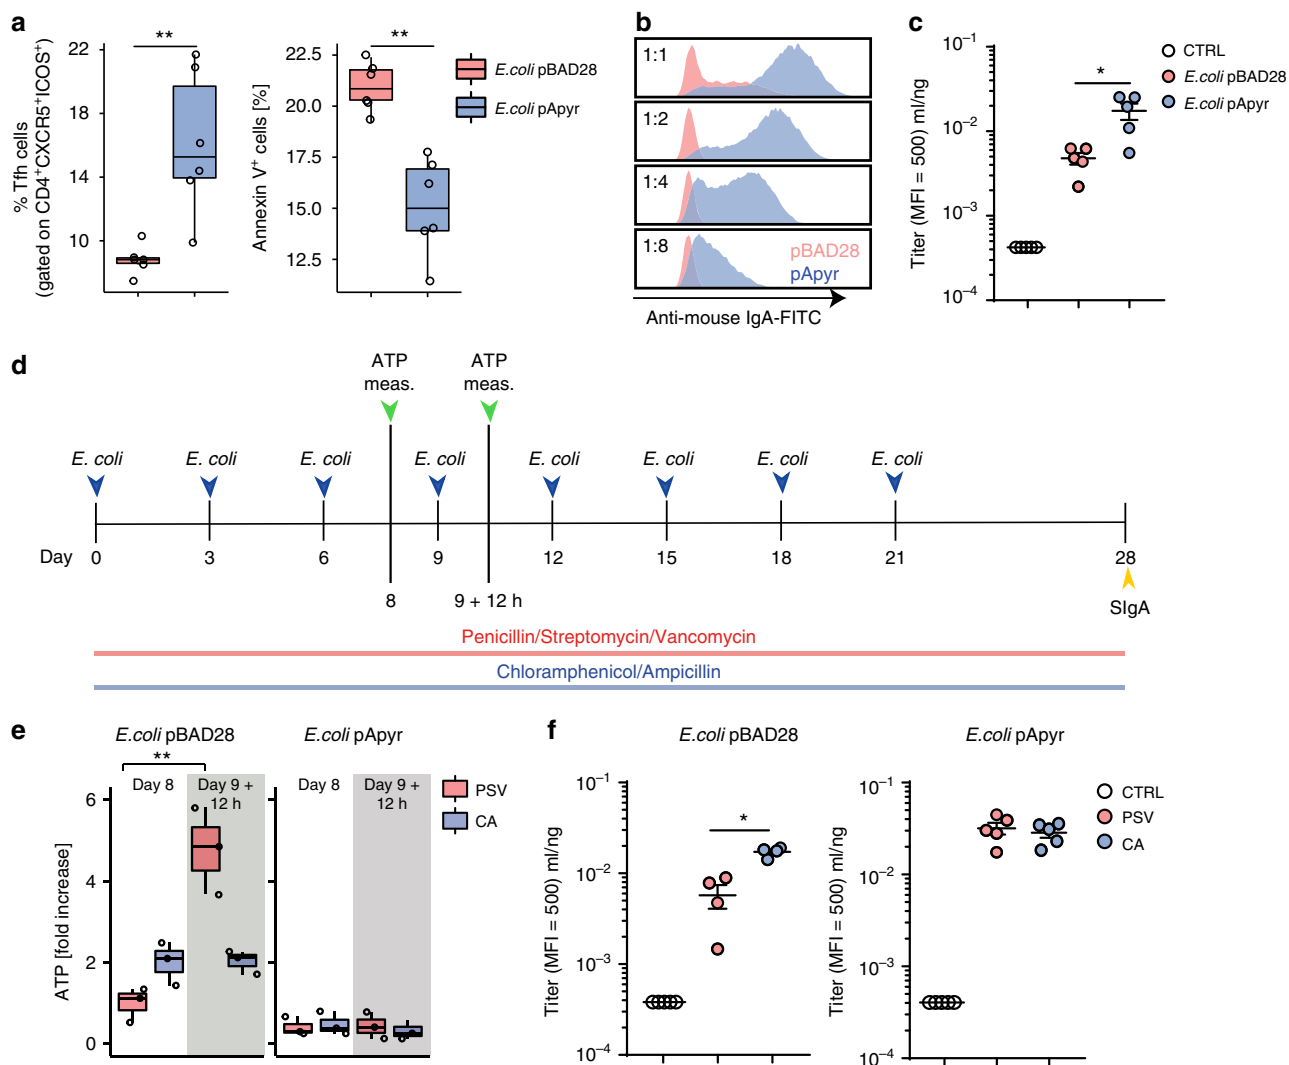 a
**
22
18
14
10
% Tfh cells
(gated on CD4⁺CXCR5⁺ICOS⁺)
**
22.5
20.0
17.5
15.0
12.5
Annexin V⁺ cells [%]
E.coli pBAD28
E.coli pApyr
b
1:1
1:2
1:4
1:8
pBAD28
pApyr
Anti-mouse IgA-FITC
c
10⁻¹
10⁻²
10⁻³
10⁻⁴
Titer (MFI = 500) ml/ng
*
CTRL
E.coli pBAD28
E.coli pApyr
d
ATP meas.
ATP meas.
E. coli E. coli E. coli E. coli E. coli E. coli E. coli E. coli
Day 0 3 6 9 12 15 18 21 28
8 9 + 12 h
SIgA
Penicillin/Streptomycin/Vancomycin
Chloramphenicol/Ampicillin
e
E.coli pBAD28
E.coli pApyr
**
Day 8
Day 9 + 12 h
Day 8
Day 9 + 12 h
6
4
2
0
ATP [fold increase]
PSV
CA
f
E.coli pBAD28
10⁻¹
10⁻²
10⁻³
10⁻⁴
Titer (MFI = 500) ml/ng
*
E.coli pApyr
10⁻¹
10⁻²
10⁻³
10⁻⁴
Titer (MFI = 500) ml/ng
CTRL
PSV
CA